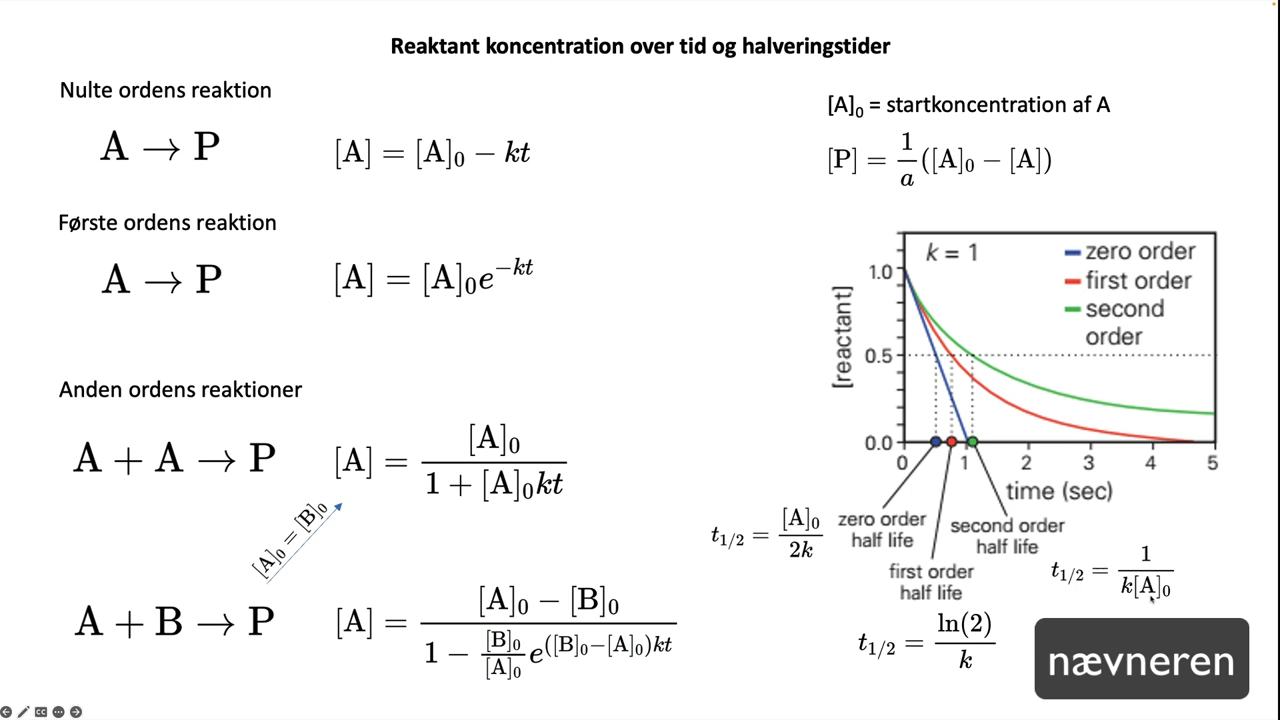 Reaktant koncentration over tid og halveringstider
Nulte ordens reaktion
A → P
[A] = [A]₀ − kt
Første ordens reaktion
A → P
[A] = [A]₀e^{−kt}
Anden ordens reaktioner
A + A → P
[A] = [A]₀ / (1 + [A]₀kt)
[A]₀ = [B]₀
A + B → P
[A] = ([A]₀ − [B]₀) / (1 − ([B]₀/[A]₀) e^{([B]₀−[A]₀)kt})
[A]₀ = startkoncentration af A
[P] = 1/a ([A]₀ − [A])
k = 1
zero order
first order
second
order
[reactant]
1.0
0.5
0.0
0 1 2 3 4 5
time (sec)
t₁/₂ = [A]₀ / 2k
zero order
half life
second order
half life
first order
half life
t₁/₂ = 1 / k[A]₀
t₁/₂ = ln(2) / k
nævneren
CC